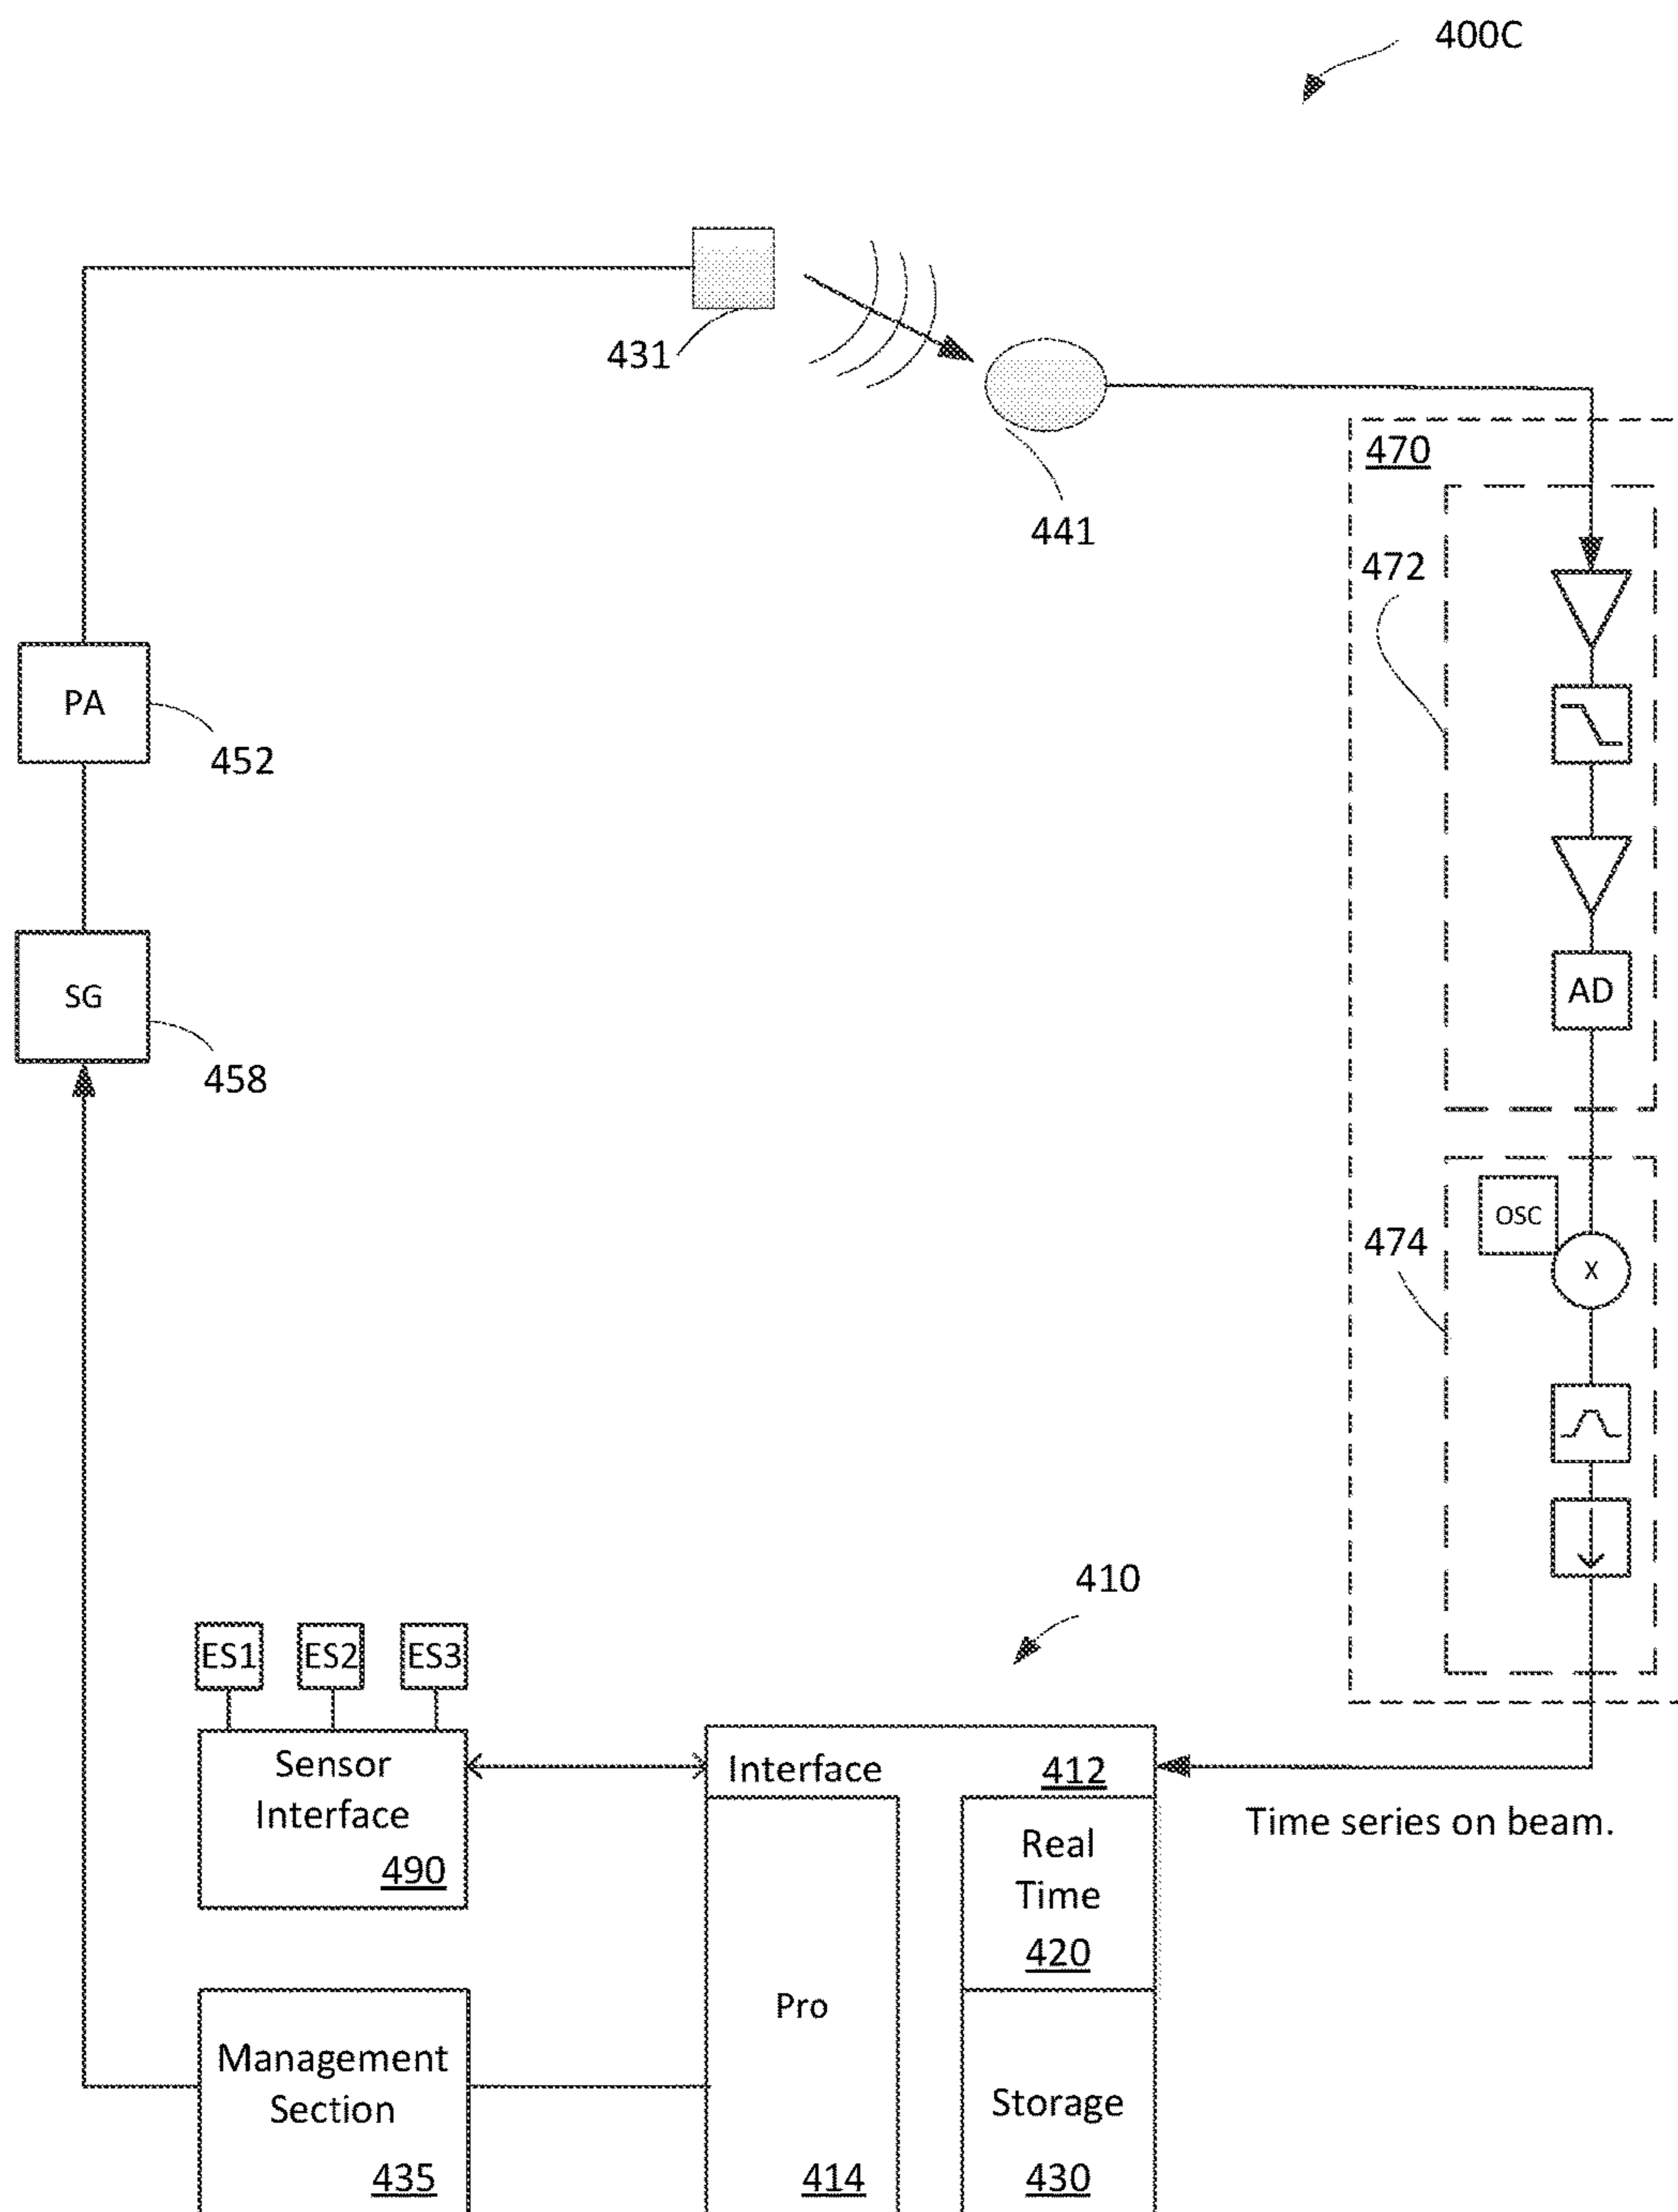 400C
431
441
470
472
PA
452
AD
SG
458
OSC
X
474
410
ES1 ES2 ES3
Sensor
Interface
490
Interface 412
Real
Time
420
Time series on beam.
Pro
414
Management
Section
435
Storage
430